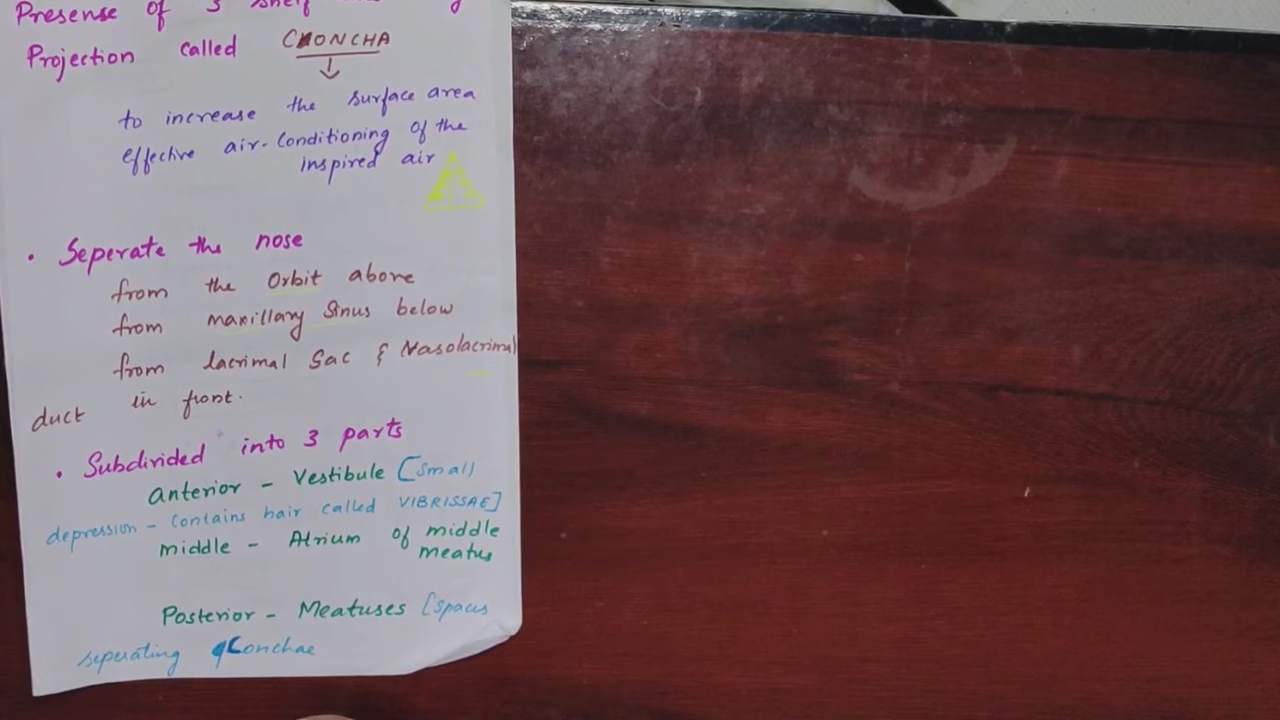 Presense of 3 shelf
Projection called CHONCHA
to increase the surface area
effective air-conditioning of the
inspired air
• Seperate the nose
from the Orbit above
from maxillary Sinus below
from lacrimal Sac & Nasolacrimal
duct in front.
• Subdivided into 3 parts
anterior - Vestibule [small
depression - contains hair called VIBRISSAE]
middle - Atrium of middle
meatus
Posterior - Meatuses [spaces
seperating Conchae